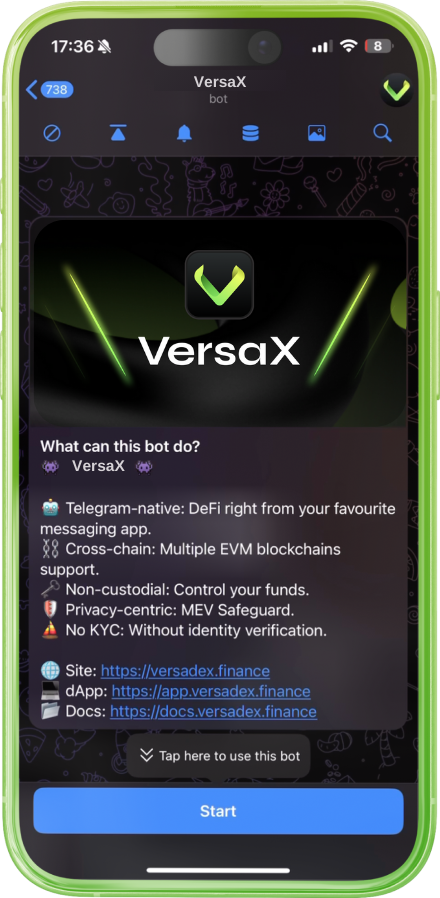 17:36
8
738
VersaX
bot
VersaX
What can this bot do?
👾 VersaX 👾
🤖 Telegram-native: DeFi right from your favourite
messaging app.
⛓️ Cross-chain: Multiple EVM blockchains
support.
🗝️ Non-custodial: Control your funds.
🛡️ Privacy-centric: MEV Safeguard.
⛵ No KYC: Without identity verification.
🌐 Site: https://versadex.finance
💻 dApp: https://app.versadex.finance
📂 Docs: https://docs.versadex.finance
Tap here to use this bot
Start